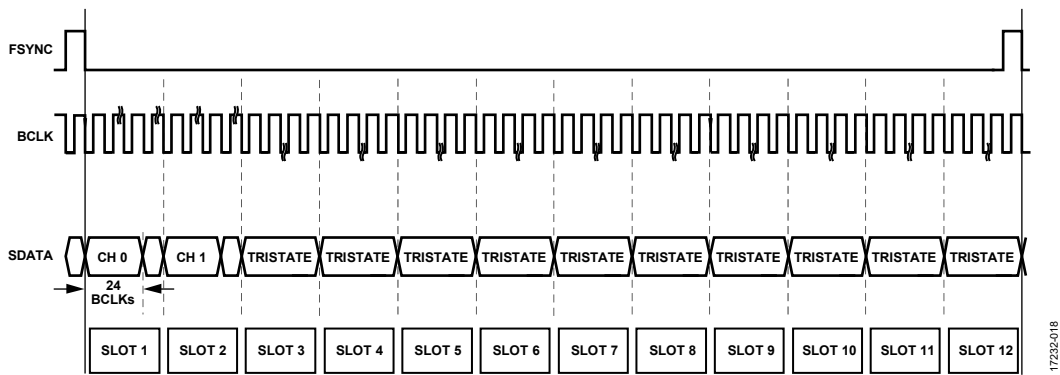 FSYNC
BCLK
SDATA
CH 0
CH 1
TRISTATE
TRISTATE
TRISTATE
TRISTATE
TRISTATE
TRISTATE
TRISTATE
TRISTATE
TRISTATE
TRISTATE
24
BCLKs
SLOT 1
SLOT 2
SLOT 3
SLOT 4
SLOT 5
SLOT 6
SLOT 7
SLOT 8
SLOT 9
SLOT 10
SLOT 11
SLOT 12
17232-018